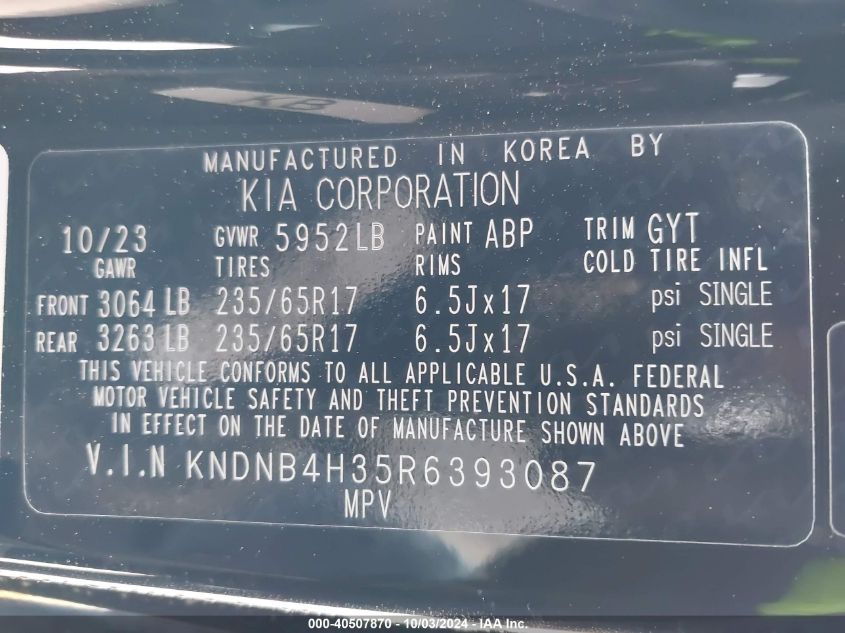 KB
MANUFACTURED IN KOREA BY
KIA CORPORATION
10/23 GVWR 5952LB PAINT ABP TRIM GYT
GAWR TIRES RIMS COLD TIRE INFL
FRONT 3064 LB 235/65R17 6.5Jx17 psi SINGLE
REAR 3263 LB 235/65R17 6.5Jx17 psi SINGLE
THIS VEHICLE CONFORMS TO ALL APPLICABLE U.S.A. FEDERAL
MOTOR VEHICLE SAFETY AND THEFT PREVENTION STANDARDS
IN EFFECT ON THE DATE OF MANUFACTURE SHOWN ABOVE
V.I.N KNDNB4H35R6393087
MPV
000-40507870 - 10/03/2024 - IAA Inc.